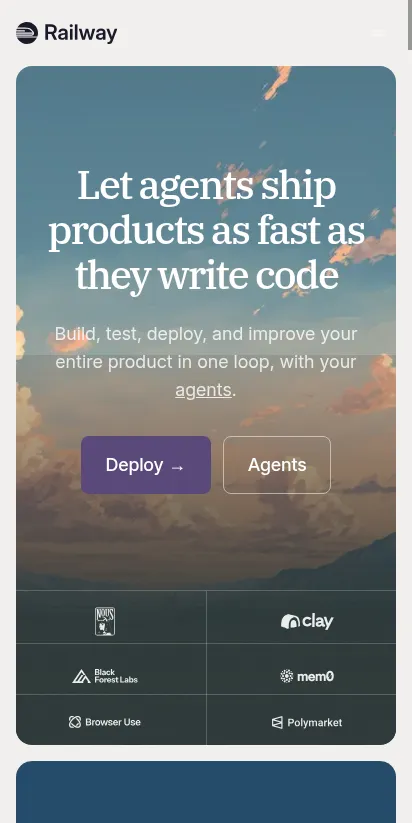 Railway
Let agents ship
products as fast as
they write code
Build, test, deploy, and improve your
entire product in one loop, with your
agents.
Deploy →
Agents
NOUS
clay
Black
Forest Labs
mem0
Browser Use
Polymarket